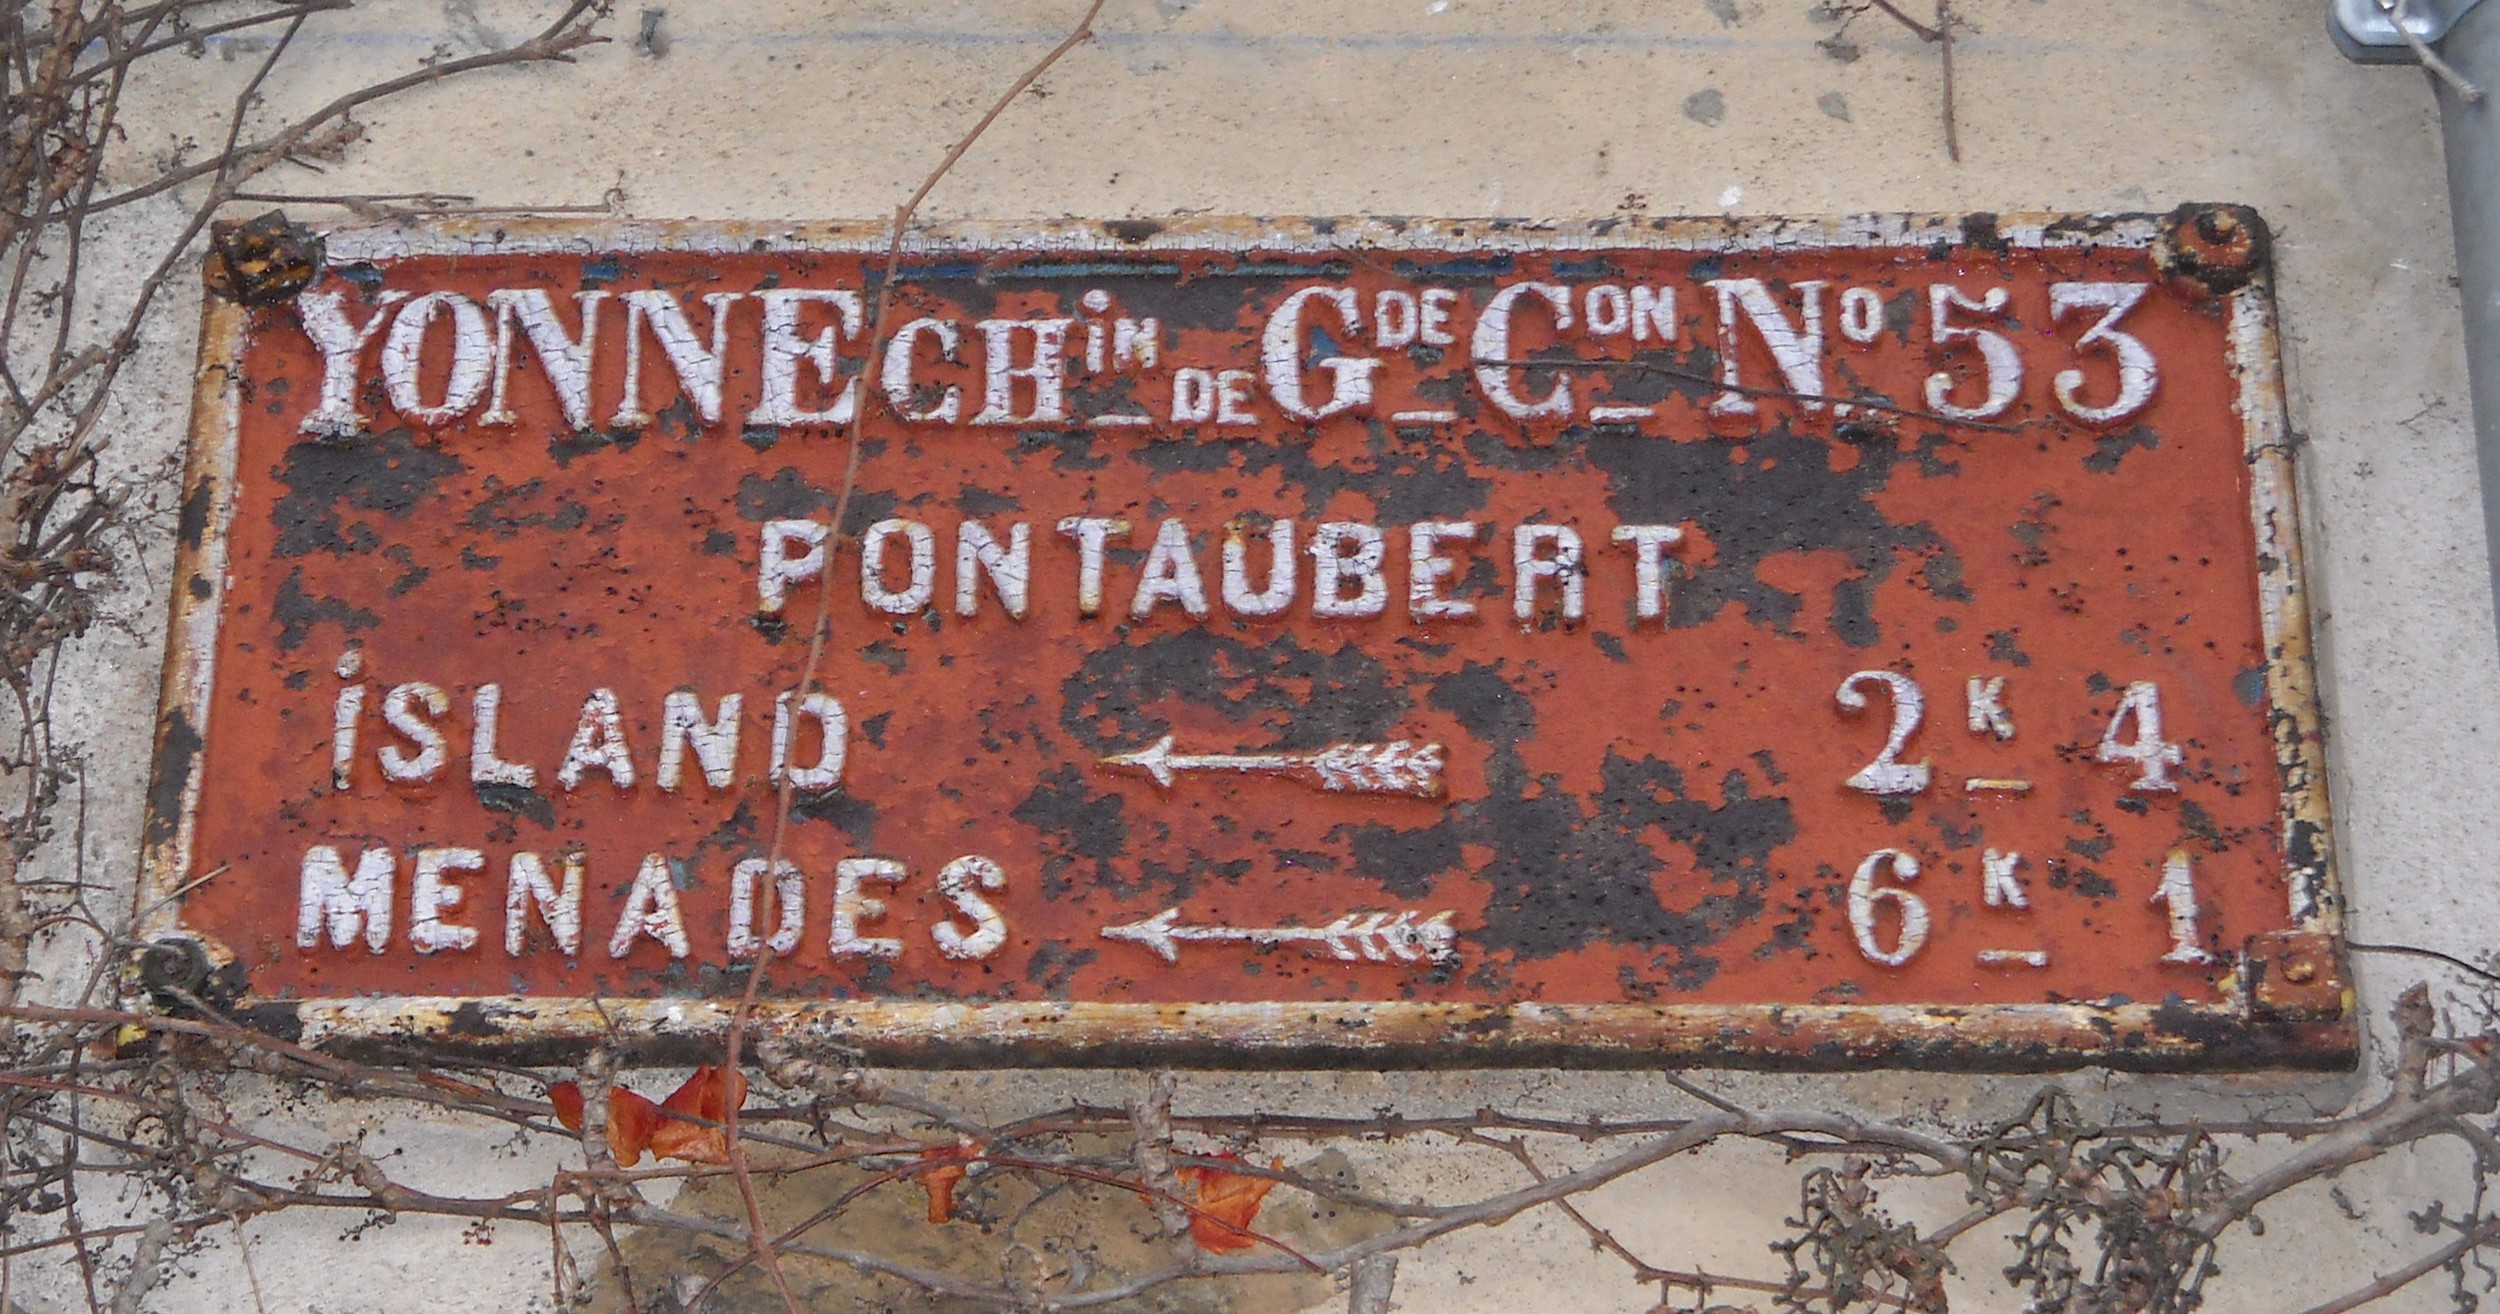 YONNE CHin DE GDE CON No 53
PONTAUBERT
iSLAND 2K 4
MENADES 6K 1